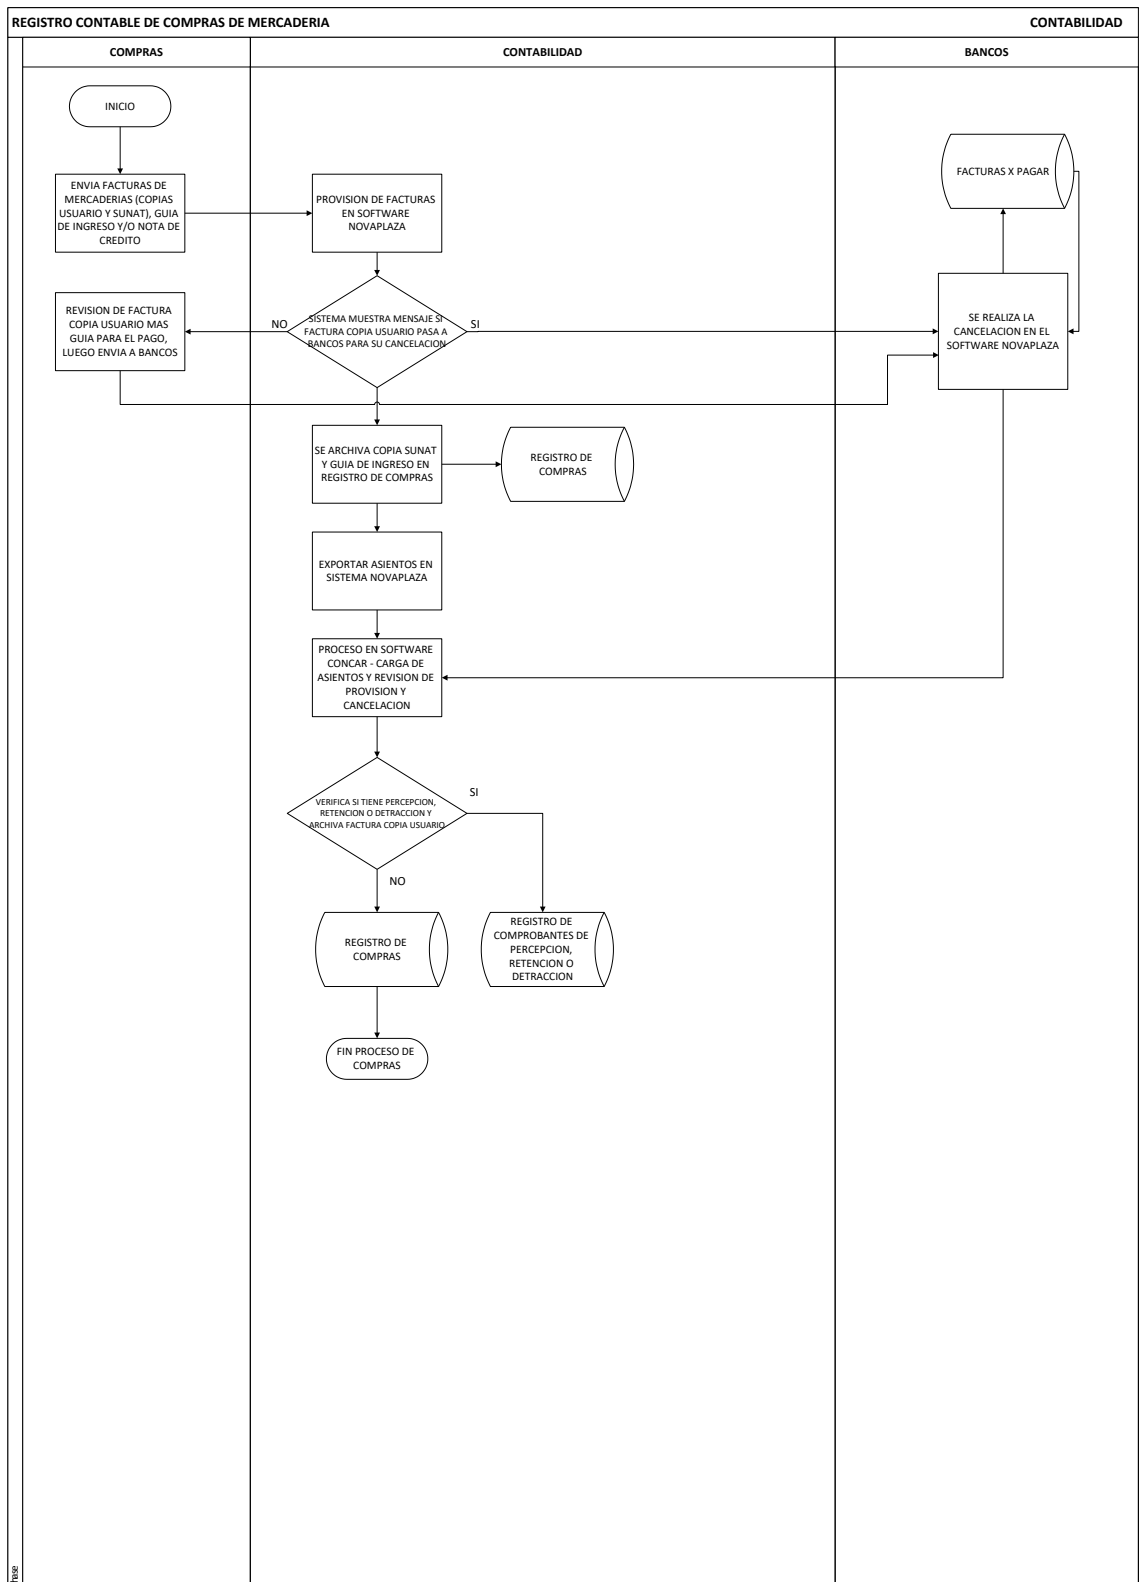 REGISTRO CONTABLE DE COMPRAS DE MERCADERIA
CONTABILIDAD
COMPRAS
CONTABILIDAD
BANCOS
INICIO
ENVIA FACTURAS DE
MERCADERIAS (COPIAS
USUARIO Y SUNAT), GUIA
DE INGRESO Y/O NOTA DE
CREDITO
PROVISION DE FACTURAS
EN SOFTWARE
NOVAPLAZA
FACTURAS X PAGAR
REVISION DE FACTURA
COPIA USUARIO MAS
GUIA PARA EL PAGO,
LUEGO ENVIA A BANCOS
NO
SISTEMA MUESTRA MENSAJE SI
FACTURA COPIA USUARIO PASA A
BANCOS PARA SU CANCELACION
SI
SE REALIZA LA
CANCELACION EN EL
SOFTWARE NOVAPLAZA
SE ARCHIVA COPIA SUNAT
Y GUIA DE INGRESO EN
REGISTRO DE COMPRAS
REGISTRO DE
COMPRAS
EXPORTAR ASIENTOS EN
SISTEMA NOVAPLAZA
PROCESO EN SOFTWARE
CONCAR - CARGA DE
ASIENTOS Y REVISION DE
PROVISION Y
CANCELACION
VERIFICA SI TIENE PERCEPCION,
RETENCION O DETRACCION Y
ARCHIVA FACTURA COPIA USUARIO
SI
NO
REGISTRO DE
COMPRAS
REGISTRO DE
COMPROBANTES DE
PERCEPCION,
RETENCION O
DETRACCION
FIN PROCESO DE
COMPRAS